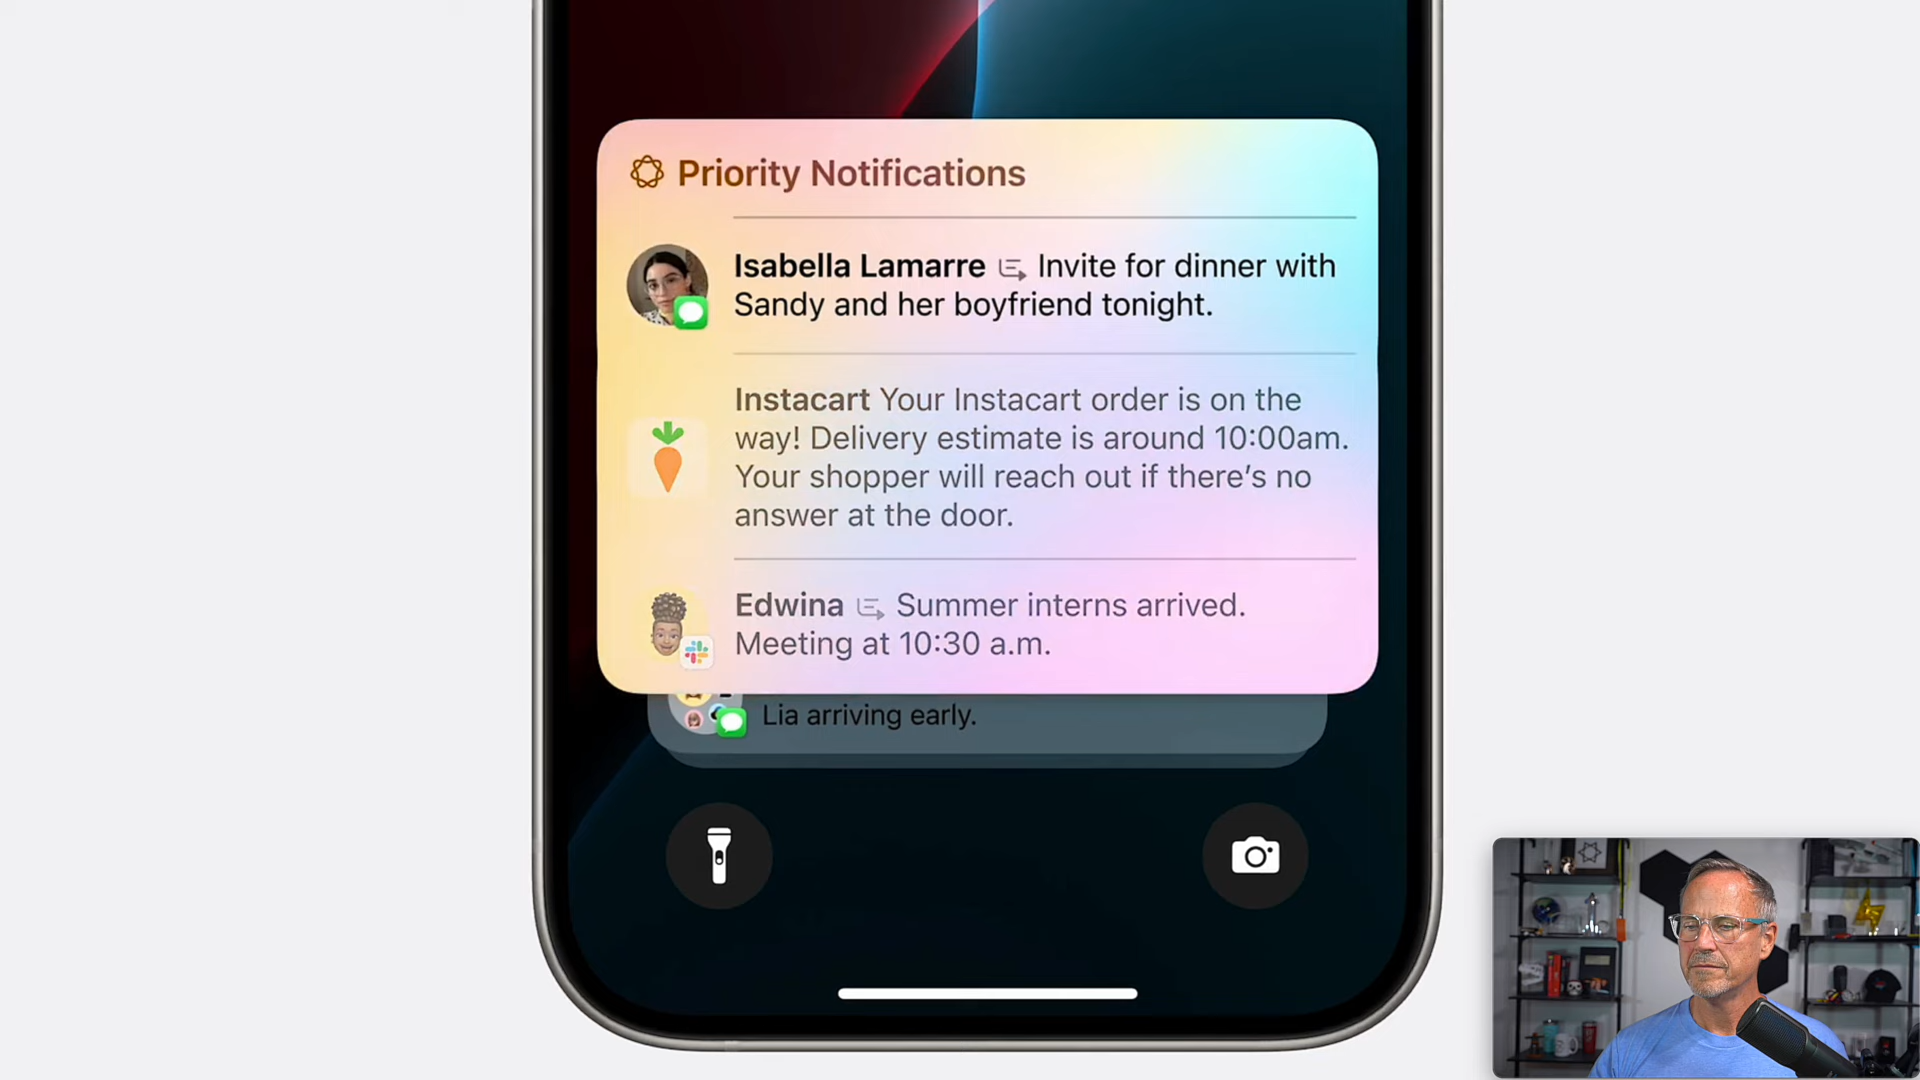 Priority Notifications
Isabella Lamarre Invite for dinner with
Sandy and her boyfriend tonight.
Instacart Your Instacart order is on the
way! Delivery estimate is around 10:00am.
Your shopper will reach out if there's no
answer at the door.
Edwina Summer interns arrived.
Meeting at 10:30 a.m.
Lia arriving early.